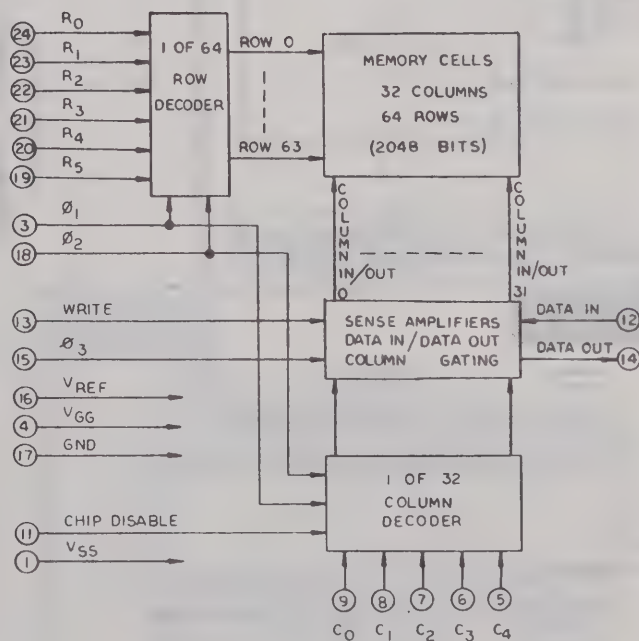 24 R0
23 R1
22 R2
21 R3
20 R4
19 R5
3 Ø1
18 Ø2
13 WRITE
15 Ø3
16 VREF
4 VGG
17 GND
11 CHIP DISABLE
1 VSS
1 OF 64
ROW
DECODER
ROW 0
ROW 63
MEMORY CELLS
32 COLUMNS
64 ROWS
(2048 BITS)
COLUMN IN/OUT 0
COLUMN IN/OUT 31
SENSE AMPLIFIERS
DATA IN/DATA OUT
COLUMN GATING
DATA IN 12
DATA OUT 14
1 OF 32
COLUMN
DECODER
9 8 7 6 5
C0 C1 C2 C3 C4